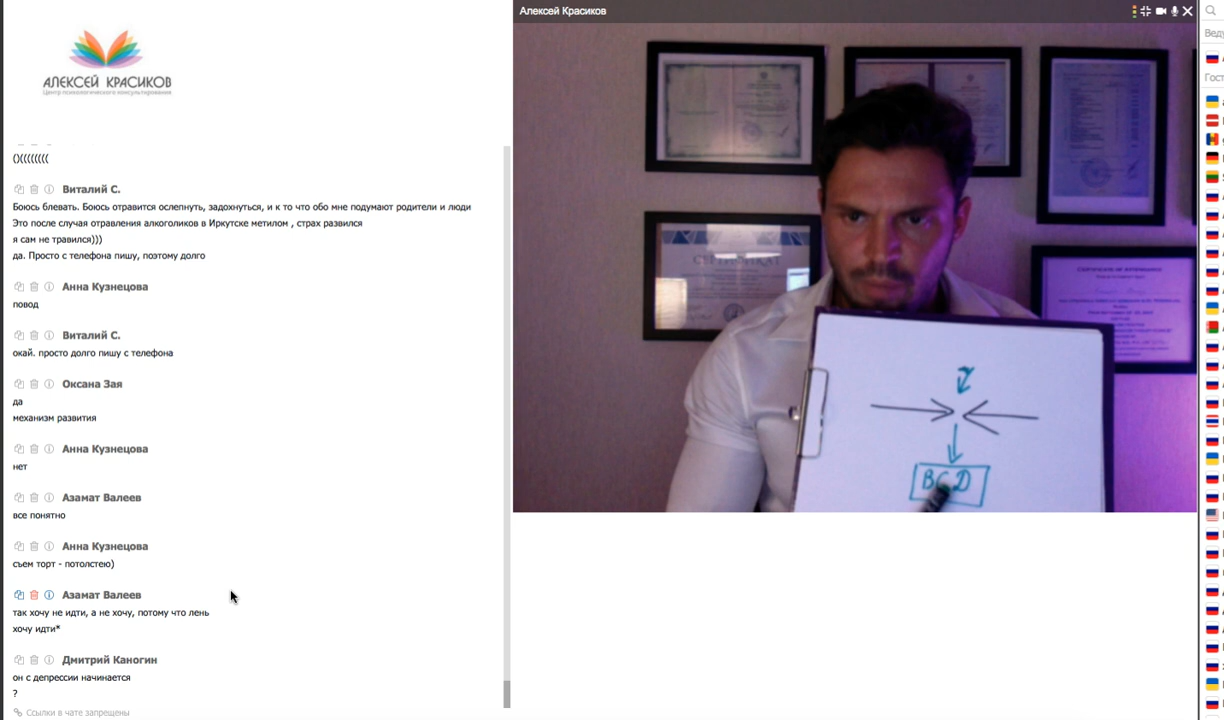 АЛЕКСЕЙ КРАСИКОВ
Центр психологического консультирования
()((((((((
Виталий С.
Боюсь блевать. Боюсь отравится ослепнуть, задохнуться, и к то что обо мне подумают родители и люди
Это после случая отравления алкоголиков в Иркутске метилом , страх развился
я сам не травился)))
да. Просто с телефона пишу, поэтому долго
Анна Кузнецова
повод
Виталий С.
окай. просто долго пишу с телефона
Оксана Зая
да
механизм развития
Анна Кузнецова
нет
Азамат Валеев
все понятно
Анна Кузнецова
съем торт - потолстею)
Азамат Валеев
так хочу не идти, а не хочу, потому что лень
хочу идти*
Дмитрий Каногин
он с депрессии начинается
?
Ссылки в чате запрещены
Алексей Красиков
СЕРТИФИКАТ
ВСД
Веду
Гост